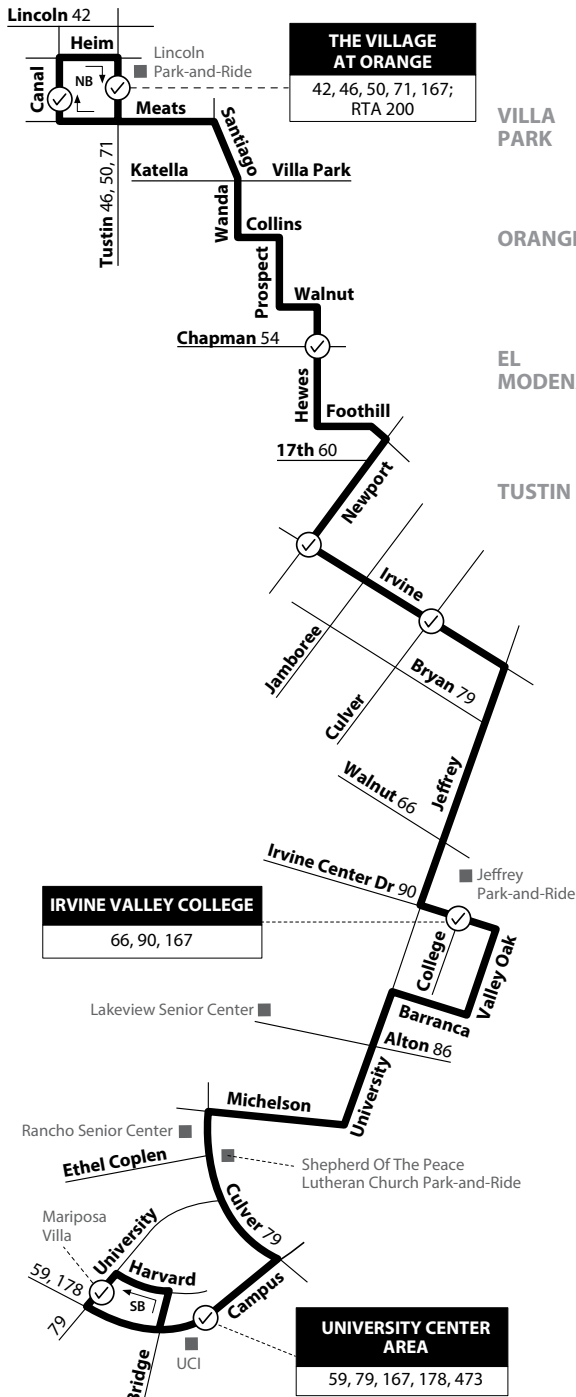 Lincoln 42
Heim
Lincoln
Park-and-Ride
THE VILLAGE
AT ORANGE
42, 46, 50, 71, 167;
RTA 200
Canal
NB
Meats
Santiago
VILLA
PARK
Katella
Villa Park
Tustin 46, 50, 71
Wanda
Collins
ORANGE
Prospect
Walnut
Chapman 54
EL
MODENA
Hewes
Foothill
17th 60
Newport
TUSTIN
Irvine
Jamboree
Culver
Bryan 79
Walnut 66
Jeffrey
Irvine Center Dr 90
Jeffrey
Park-and-Ride
IRVINE VALLEY COLLEGE
66, 90, 167
College
Valley Oak
Barranca
Lakeview Senior Center
Alton 86
University
Michelson
Rancho Senior Center
Ethel Coplen
Shepherd Of The Peace
Lutheran Church Park-and-Ride
Culver 79
Mariposa
Villa
University
Harvard
59, 178
SB
Campus
79
UCI
Bridge
UNIVERSITY CENTER
AREA
59, 79, 167, 178, 473